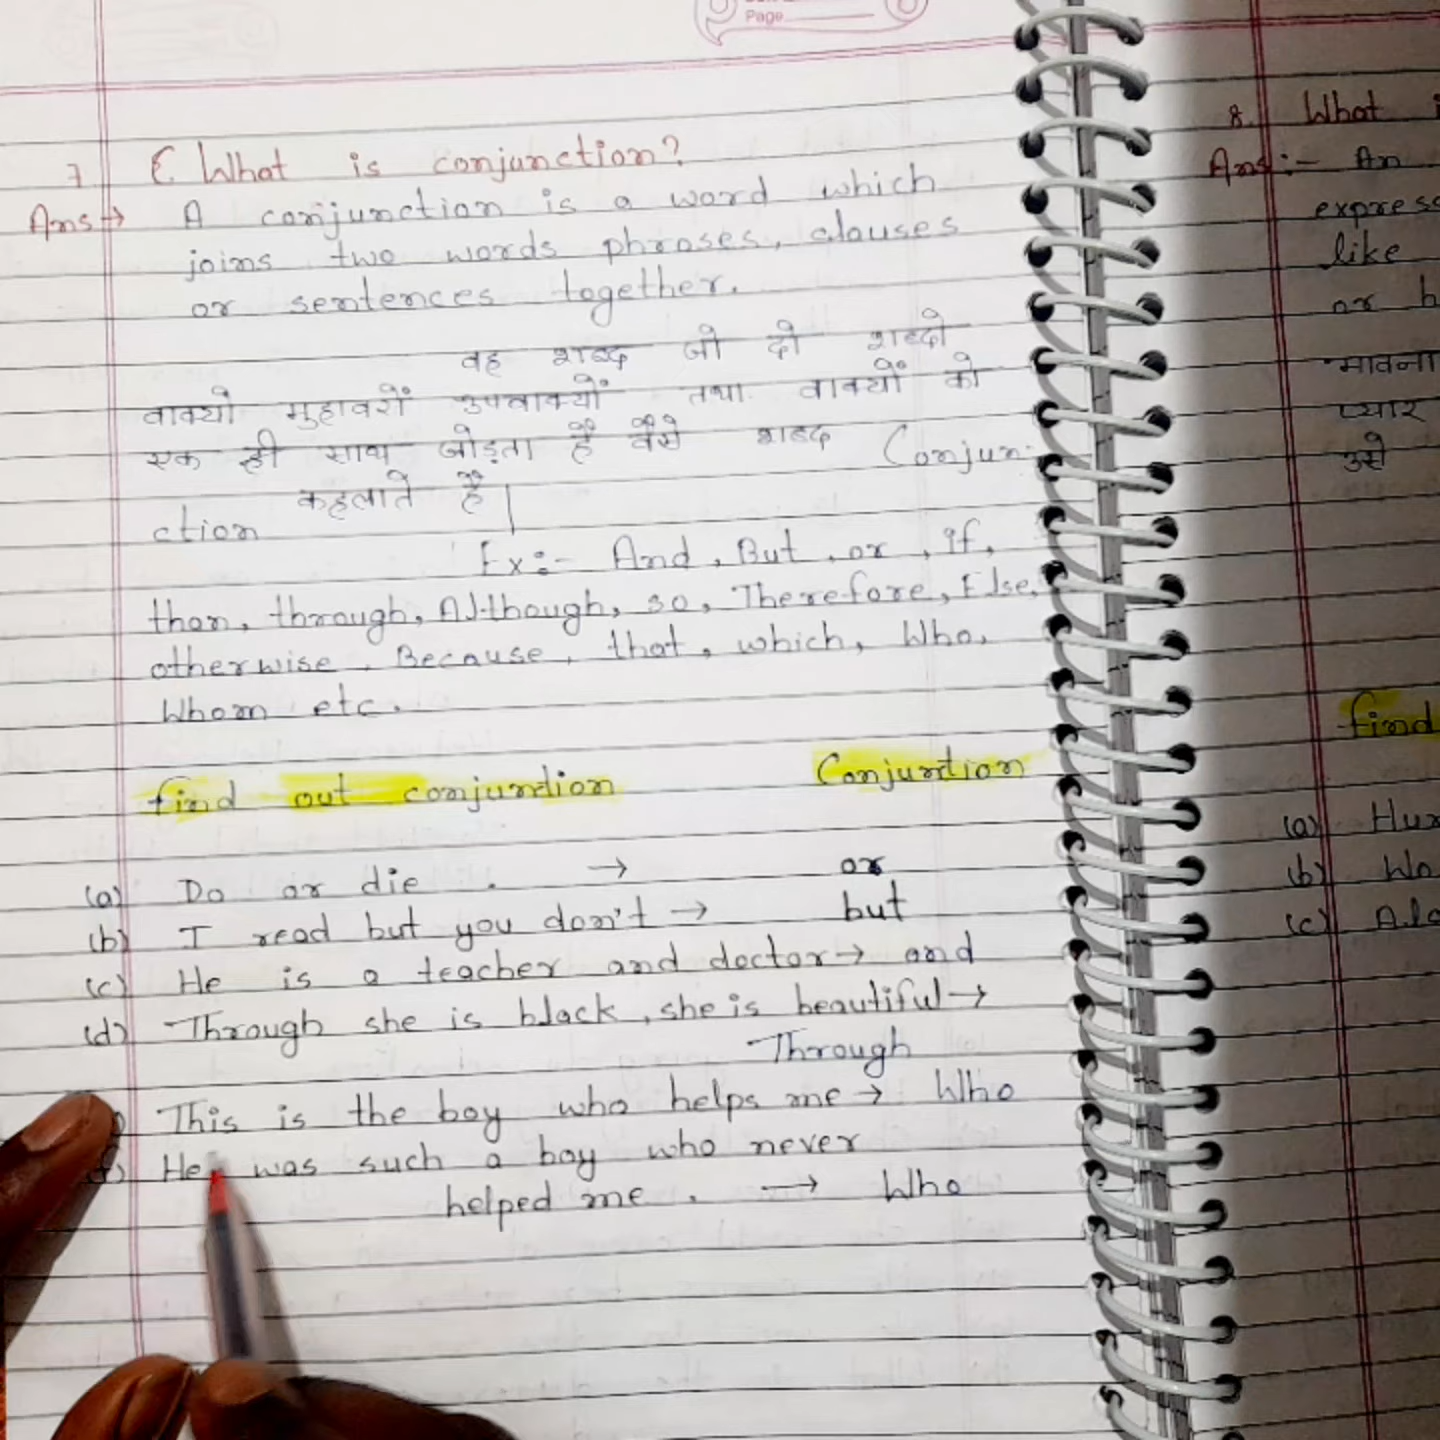 Page
7 What is conjunction?
Ans→ A conjunction is a word which
joins two words phrases, clauses
or sentences together.
वह शब्द जो दो शब्दो
वाक्यो मुहावरों उपवाक्यों तथा वाक्यों को
एक ही साथ जोड़ता हैं वैसे शब्द Conjun-
ction कहलाते हैं|
Ex:- And, But, or, if,
than, through, Although, so, Therefore, Else,
otherwise, Because, that, which, Who,
Whom etc.
find out conjunction Conjuntion
(a) Do or die. → or
(b) I read but you don't → but
(c) He is a teacher and doctor → and
(d) Through she is black, she is beautiful →
Through
This is the boy who helps me → Who
(f) He was such a boy who never
helped me. → Who
8. What
Ans:- An
express
like
or
भावना
प्यार
उसे
find
(a) Hur
(b) Wo
(c) Ala